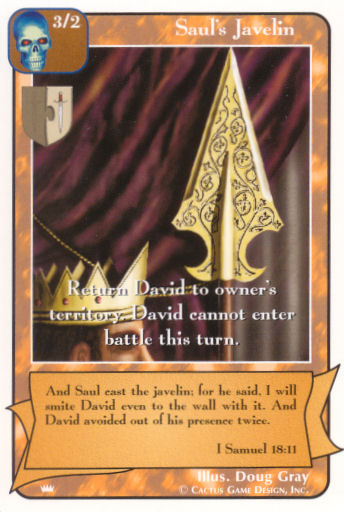 3/2
Saul's Javelin
Return David to owner's
territory. David cannot enter
battle this turn.
And Saul cast the javelin; for he said, I will
smite David even to the wall with it. And
David avoided out of his presence twice.
I Samuel 18:11
Illus. Doug Gray
© Cactus Game Design, Inc.